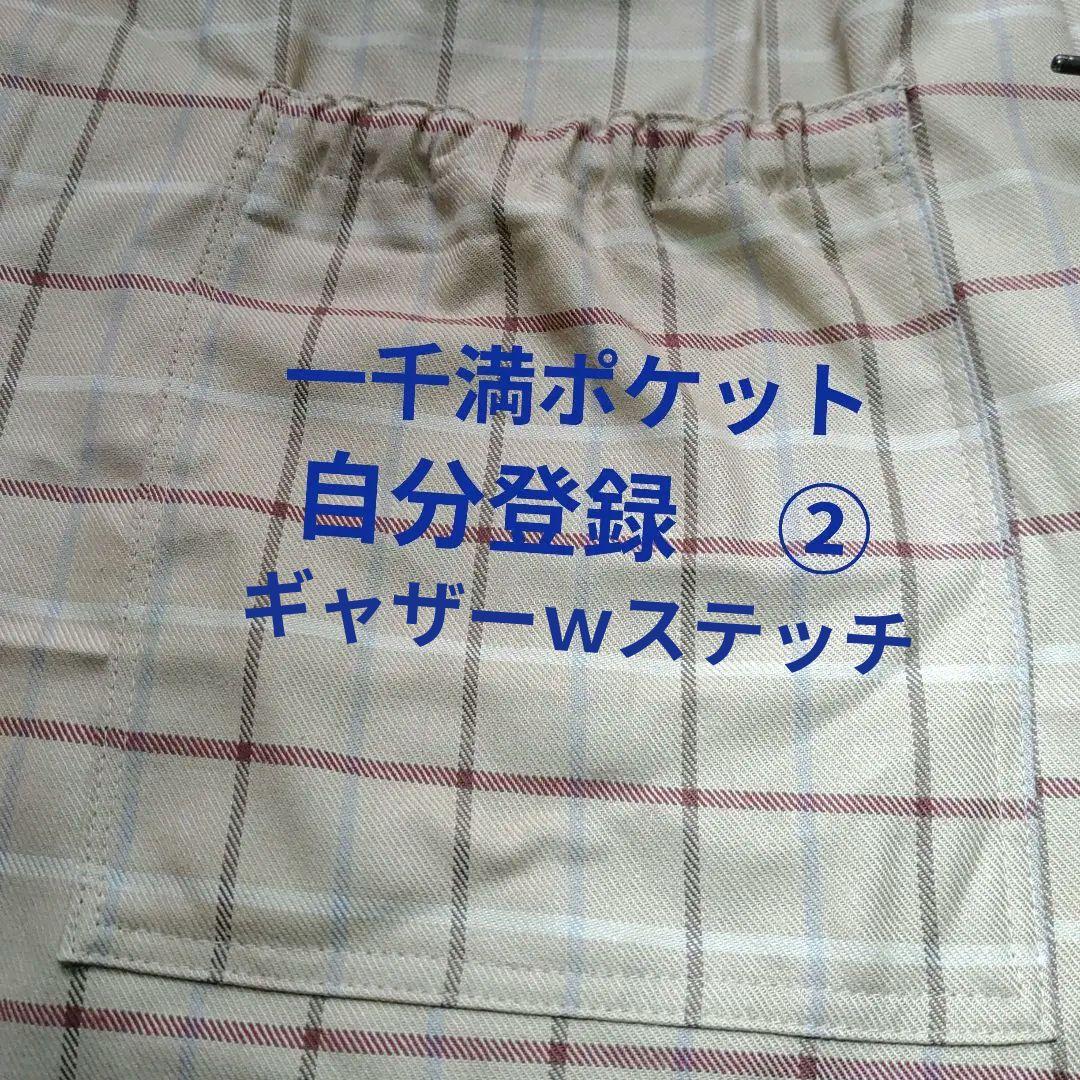 一千満ポケット
自分登録　②
ギャザーwステッチ